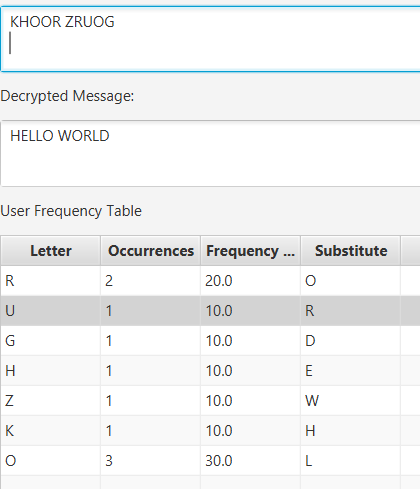 KHOOR ZRUOG
Decrypted Message:
HELLO WORLD
User Frequency Table
Letter Occurrences Frequency ... Substitute
R 2 20.0 O
U 1 10.0 R
G 1 10.0 D
H 1 10.0 E
Z 1 10.0 W
K 1 10.0 H
O 3 30.0 L